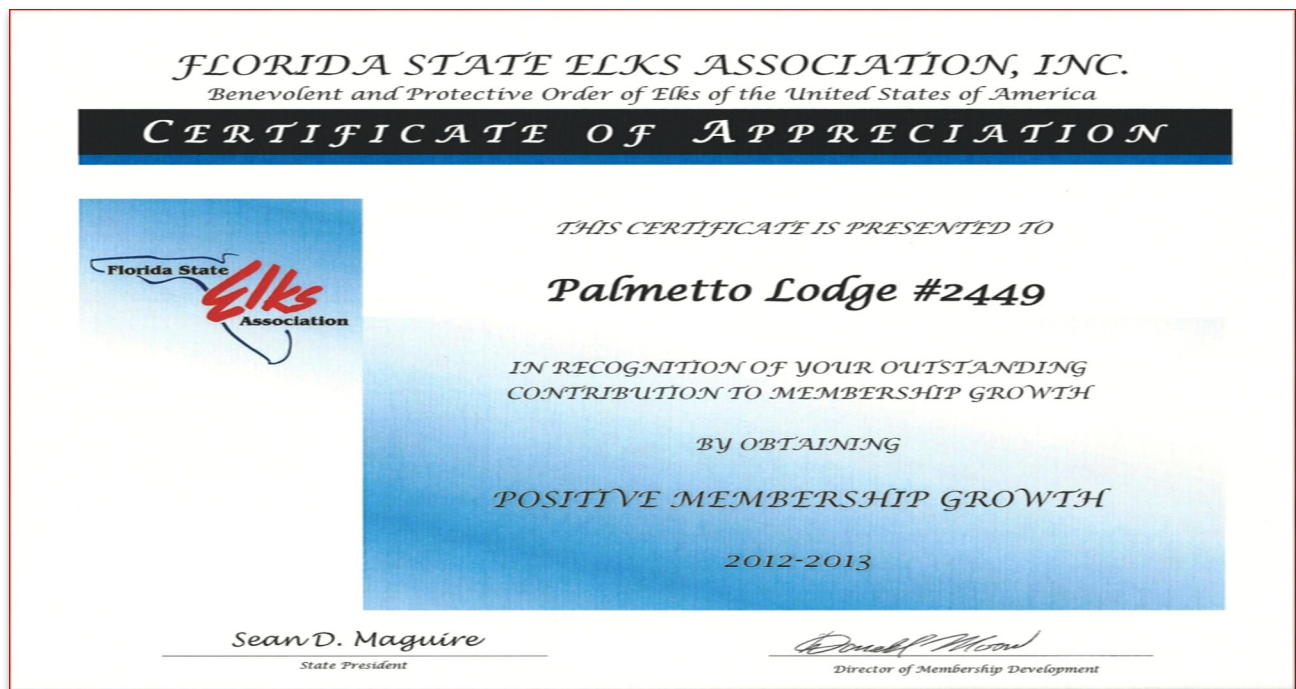 FLORIDA STATE ELKS ASSOCIATION, INC.
Benevolent and Protective Order of Elks of the United States of America
CERTIFICATE OF APPRECIATION
Florida State
Elks
Association
THIS CERTIFICATE IS PRESENTED TO
Palmetto Lodge #2449
IN RECOGNITION OF YOUR OUTSTANDING
CONTRIBUTION TO MEMBERSHIP GROWTH
BY OBTAINING
POSITIVE MEMBERSHIP GROWTH
2012-2013
Sean D. Maguire
State President
Donald Moon
Director of Membership Development